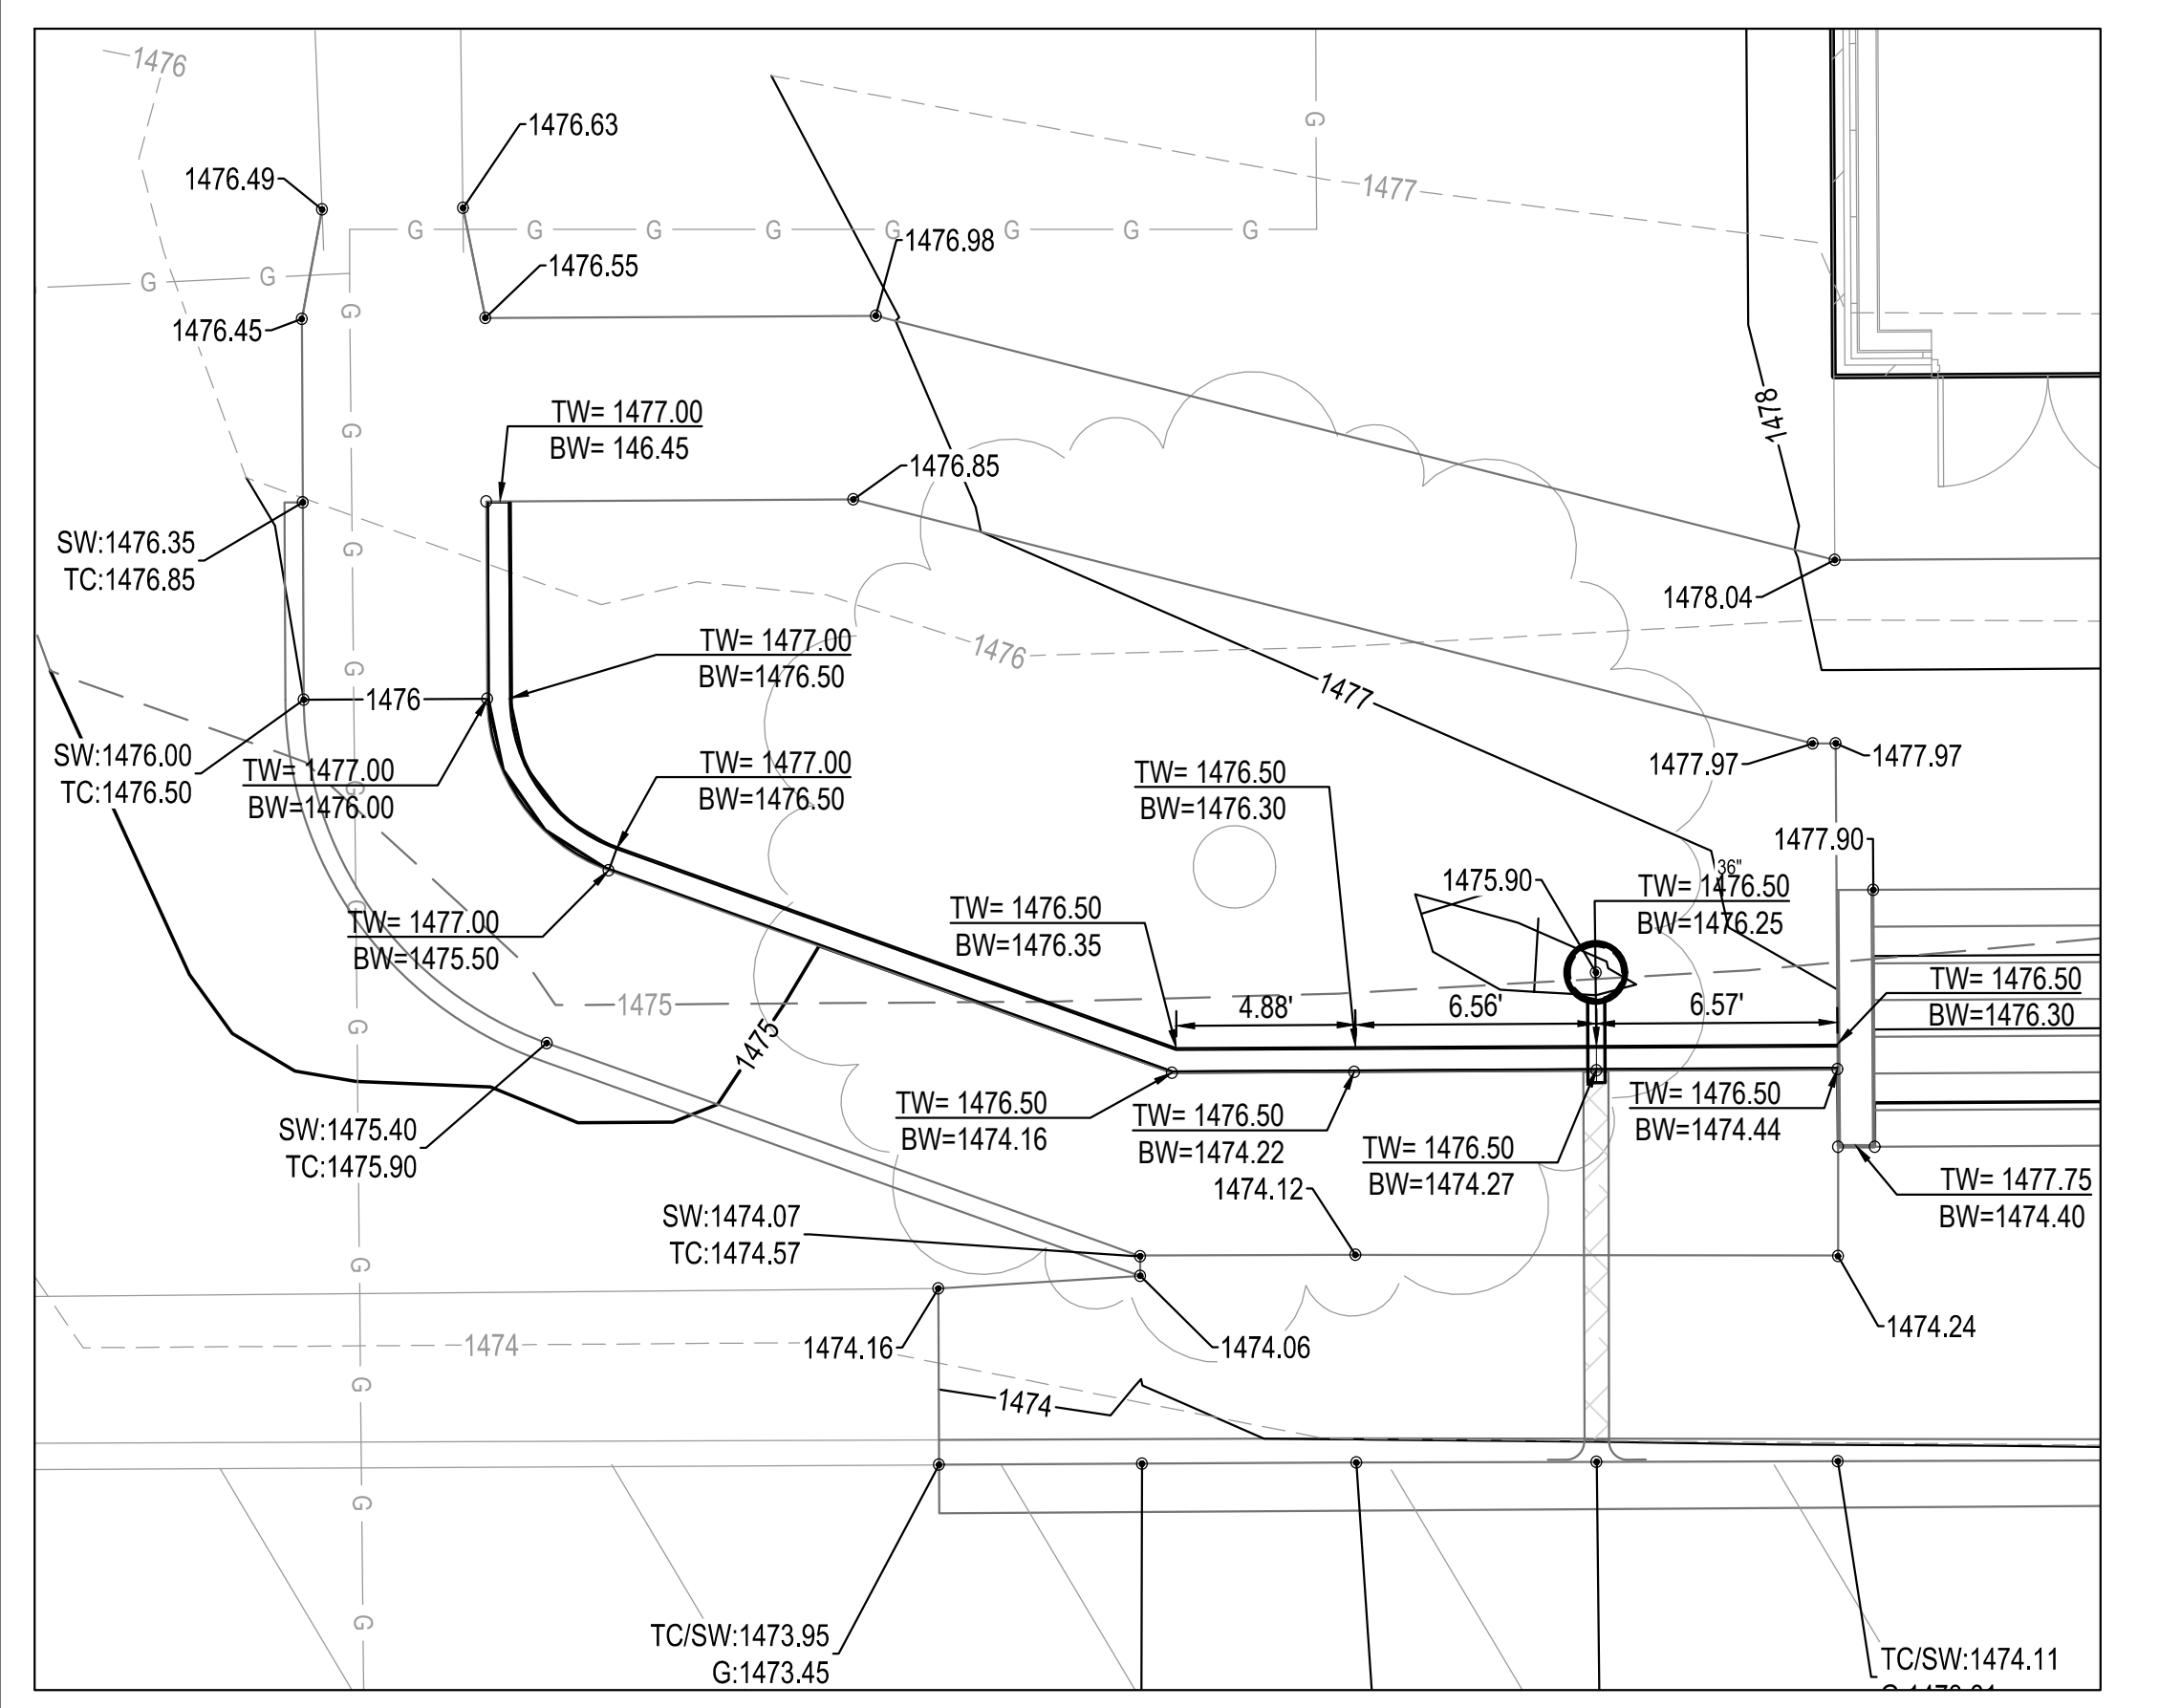 1476
1476.63
G
1476.49
1477
G G G G G G G G
1476.98
1476.55
G G
G
1476.45
1478
TW= 1477.00
BW= 146.45
G
1476.85
SW:1476.35
TC:1476.85
G
1478.04
1476
TW= 1477.00
BW=1476.50
G
1477
1476
SW:1476.00
TC:1476.50
TW= 1477.00
BW=1476.00
G
TW= 1477.00
BW=1476.50
TW= 1476.50
BW=1476.30
1477.97
1477.97
1477.90
36"
1475.90
TW= 1476.50
BW=1476.25
G
TW= 1477.00
BW=1475.50
TW= 1476.50
BW=1476.35
TW= 1476.50
BW=1476.30
1475
4.88'
6.56'
6.57'
G
1475
TW= 1476.50
BW=1474.16
TW= 1476.50
BW=1474.22
TW= 1476.50
BW=1474.27
TW= 1476.50
BW=1474.44
SW:1475.40
TC:1475.90
TW= 1477.75
BW=1474.40
1474.12
SW:1474.07
TC:1474.57
G
1474.24
1474
1474.16
1474.06
G
1474
G
G
TC/SW:1473.95
G:1473.45
TC/SW:1474.11